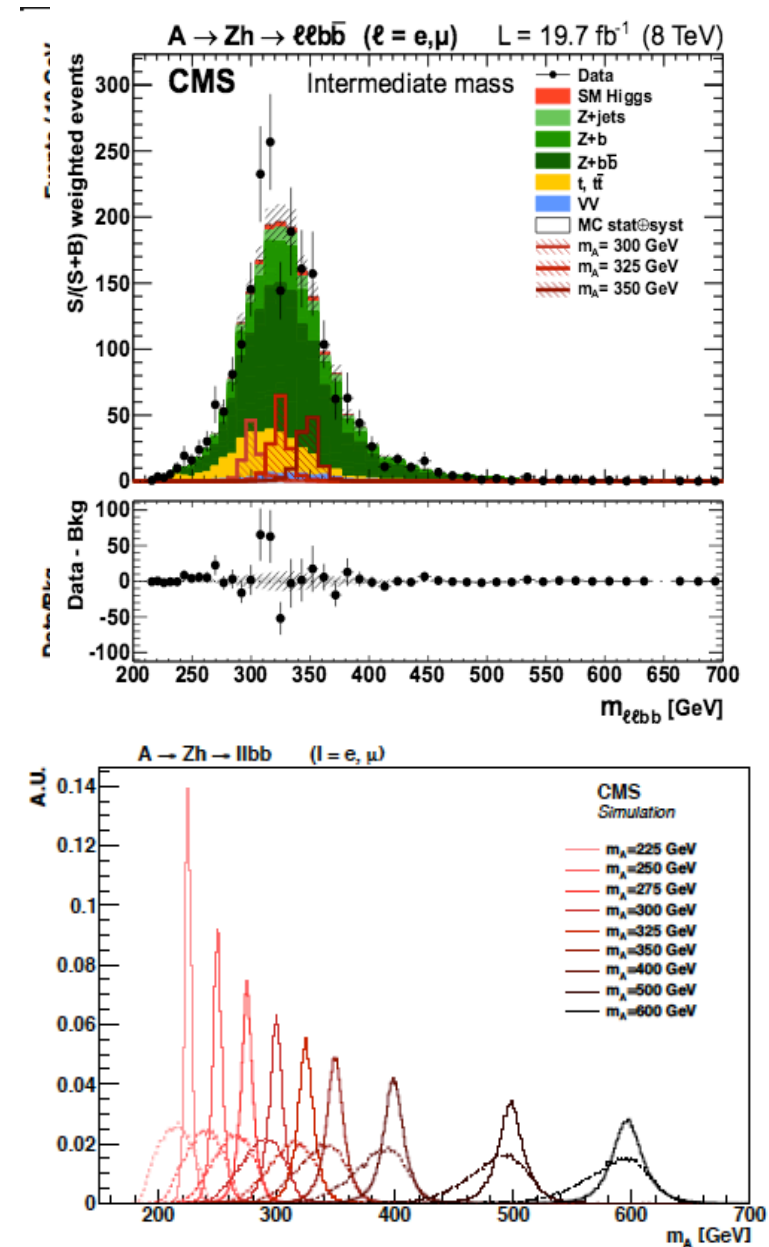 A → Zh → ℓℓbb̄ (ℓ = e,μ) L = 19.7 fb⁻¹ (8 TeV)
CMS Intermediate mass
Data
SM Higgs
Z+jets
Z+b
Z+bb̄
t, tt̄
VV
MC stat⊕syst
m_A= 300 GeV
m_A= 325 GeV
m_A= 350 GeV
S/(S+B) weighted events
300
250
200
150
100
50
0
Data - Bkg
100
50
0
-50
-100
200 250 300 350 400 450 500 550 600 650 700
m_ℓℓbb [GeV]
A → Zh → llbb (l = e, μ)
A.U.
CMS
Simulation
m_A=225 GeV
m_A=250 GeV
m_A=275 GeV
m_A=300 GeV
m_A=325 GeV
m_A=350 GeV
m_A=400 GeV
m_A=500 GeV
m_A=600 GeV
0.14
0.12
0.1
0.08
0.06
0.04
0.02
0
200 300 400 500 600 700
m_A [GeV]